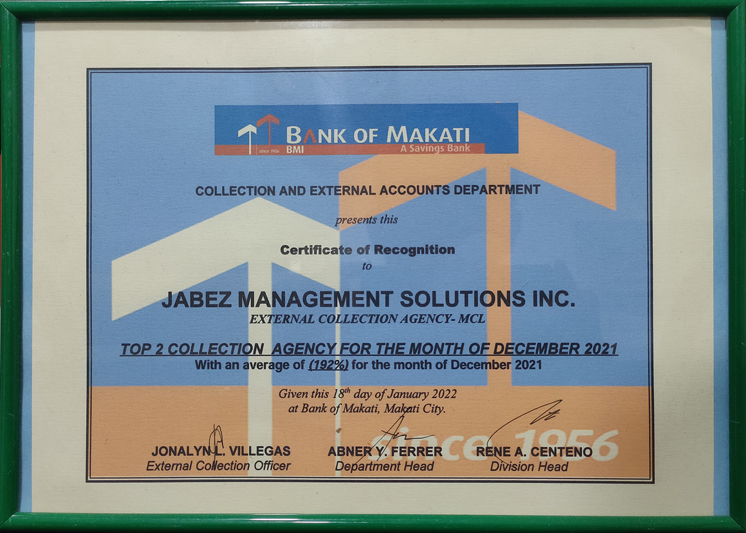 BANK OF MAKATI
since 1956 BMI A Savings Bank
COLLECTION AND EXTERNAL ACCOUNTS DEPARTMENT
presents this
Certificate of Recognition
to
JABEZ MANAGEMENT SOLUTIONS INC.
EXTERNAL COLLECTION AGENCY- MCL
TOP 2 COLLECTION AGENCY FOR THE MONTH OF DECEMBER 2021
With an average of (192%) for the month of December 2021
Given this 18th day of January 2022
at Bank of Makati, Makati City.
since 1956
JONALYN L. VILLEGAS ABNER Y. FERRER RENE A. CENTENO
External Collection Officer Department Head Division Head